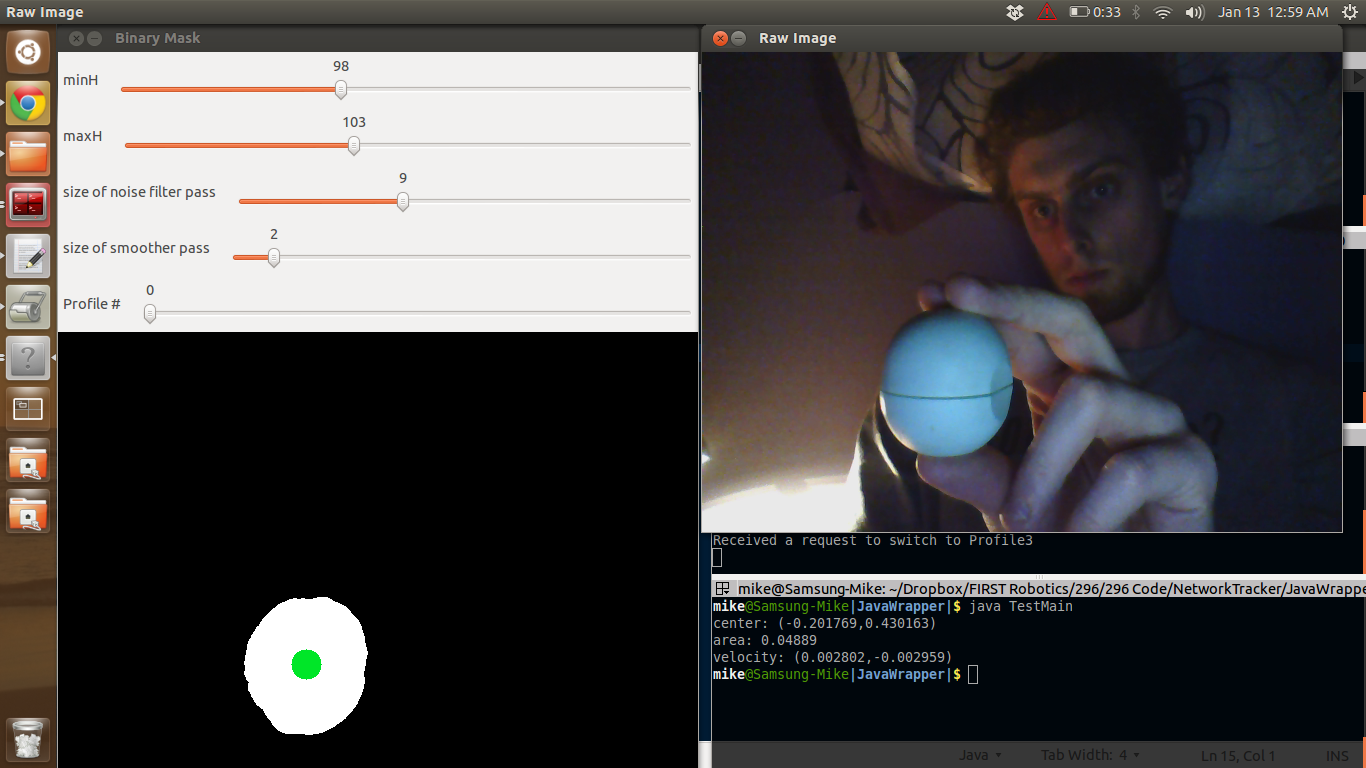 Raw Image
0:33
Jan 13 12:59 AM
Binary Mask
minH
98
maxH
103
size of noise filter pass
9
size of smoother pass
2
Profile #
0
Raw Image
Received a request to switch to Profile3
mike@Samsung-Mike: ~/Dropbox/FIRST Robotics/296/296 Code/NetworkTracker/JavaWrappe
mike@Samsung-Mike|JavaWrapper|$ java TestMain
center: (-0.201769,0.430163)
area: 0.04889
velocity: (0.002802,-0.002959)
mike@Samsung-Mike|JavaWrapper|$
Java
Tab Width: 4
Ln 15, Col 1
INS